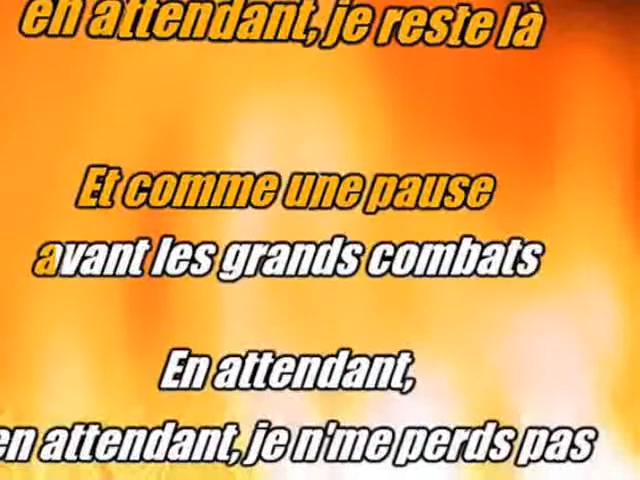 en attendant, je reste là
Et comme une pause
avant les grands combats
En attendant,
en attendant, je n'me perds pas